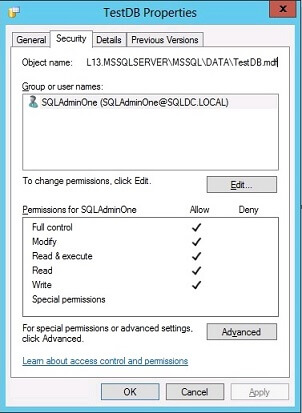 TestDB Properties
General Security Details Previous Versions
Object name: L13.MSSQLSERVER\MSSQL\DATA\TestDB.mdf
Group or user names:
SQLAdminOne (SQLAdminOne@SQLDC.LOCAL)
To change permissions, click Edit. Edit...
Permissions for SQLAdminOne Allow Deny
Full control
Modify
Read & execute
Read
Write
Special permissions
For special permissions or advanced settings, Advanced
click Advanced.
Learn about access control and permissions
OK Cancel Apply